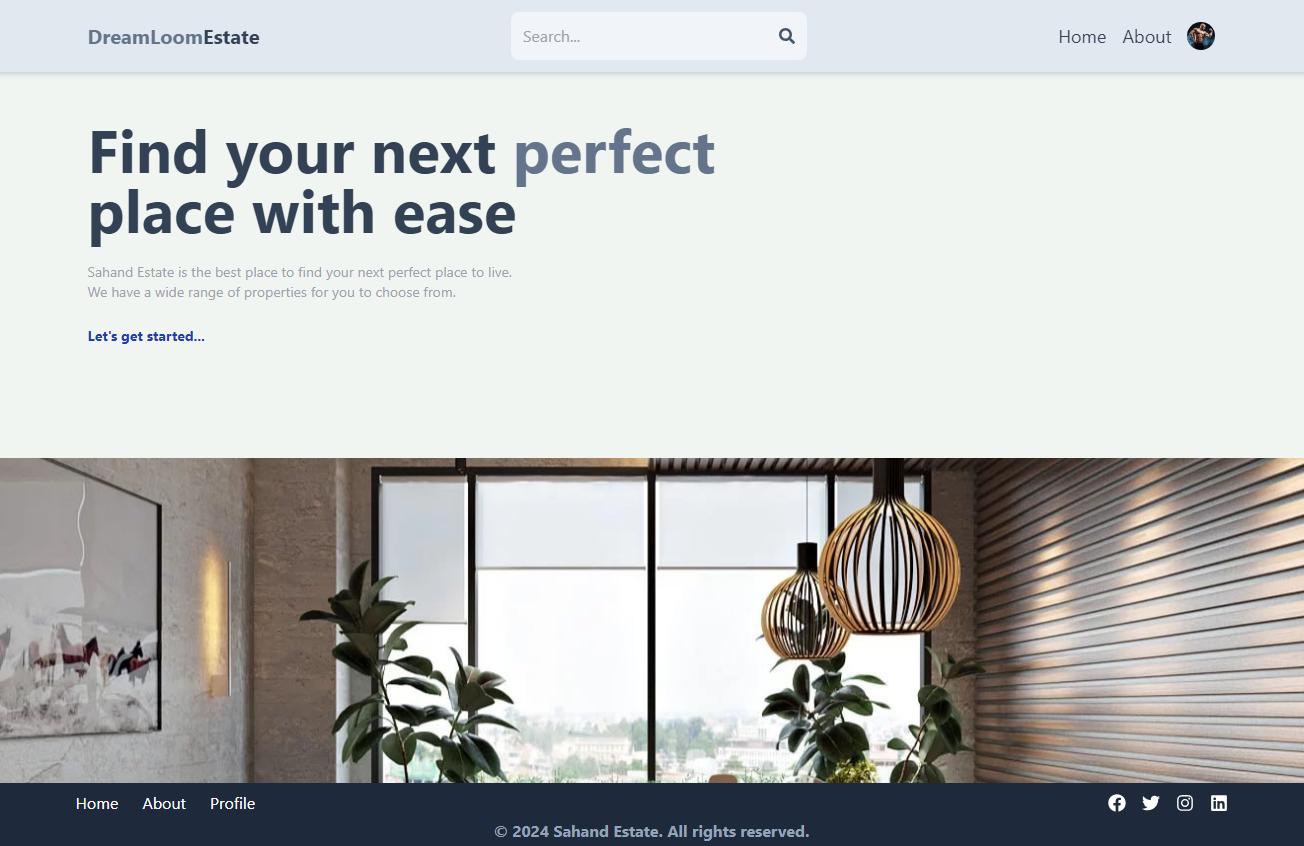 DreamLoomEstate
Search...
Home About
Find your next perfect
place with ease
Sahand Estate is the best place to find your next perfect place to live.
We have a wide range of properties for you to choose from.
Let's get started...
Home About Profile
© 2024 Sahand Estate. All rights reserved.